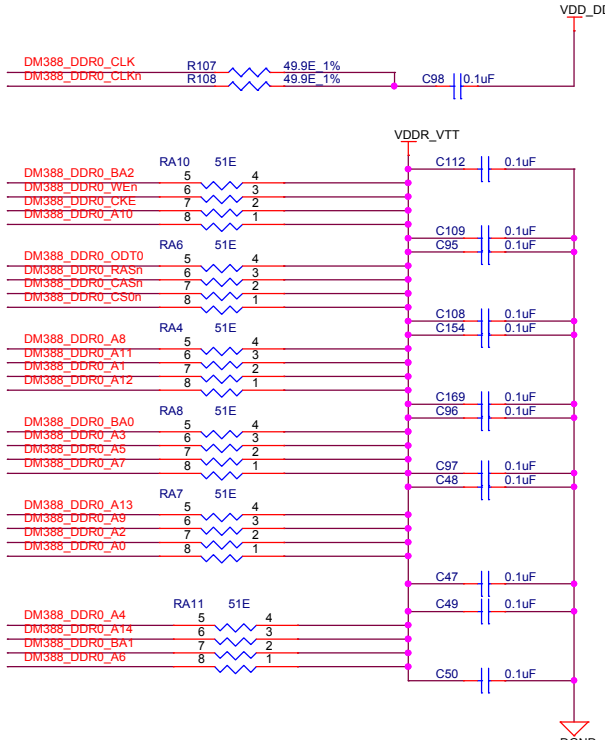 VDD_DD
DM388_DDR0_CLK R107 49.9E_1%
DM388_DDR0_CLKn R108 49.9E_1% C98 0.1uF
VDDR_VTT
RA10 51E C112 0.1uF
DM388_DDR0_BA2 5 4
DM388_DDR0_WEn 6 3
DM388_DDR0_CKE 7 2
DM388_DDR0_A10 8 1
C109 0.1uF
RA6 51E C95 0.1uF
DM388_DDR0_ODT0 5 4
DM388_DDR0_RASn 6 3
DM388_DDR0_CASn 7 2
DM388_DDR0_CS0n 8 1
C108 0.1uF
RA4 51E C154 0.1uF
DM388_DDR0_A8 5 4
DM388_DDR0_A11 6 3
DM388_DDR0_A1 7 2
DM388_DDR0_A12 8 1
C169 0.1uF
RA8 51E C96 0.1uF
DM388_DDR0_BA0 5 4
DM388_DDR0_A3 6 3
DM388_DDR0_A5 7 2
DM388_DDR0_A7 8 1
C97 0.1uF
C48 0.1uF
RA7 51E
DM388_DDR0_A13 5 4
DM388_DDR0_A9 6 3
DM388_DDR0_A2 7 2
DM388_DDR0_A0 8 1
C47 0.1uF
RA11 51E C49 0.1uF
DM388_DDR0_A4 5 4
DM388_DDR0_A14 6 3
DM388_DDR0_BA1 7 2
DM388_DDR0_A6 8 1
C50 0.1uF